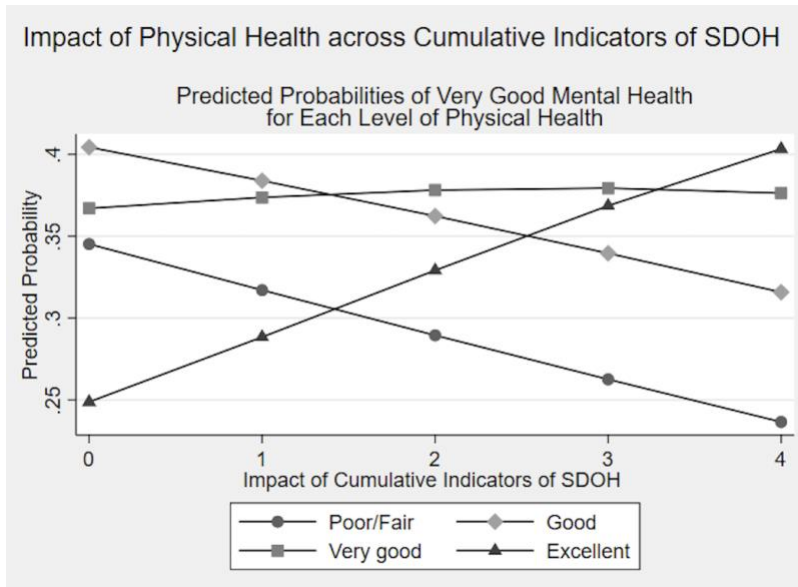 Impact of Physical Health across Cumulative Indicators of SDOH
Predicted Probabilities of Very Good Mental Health
for Each Level of Physical Health
Predicted Probability
.4
.35
.3
.25
0 1 2 3 4
Impact of Cumulative Indicators of SDOH
Poor/Fair Good
Very good Excellent